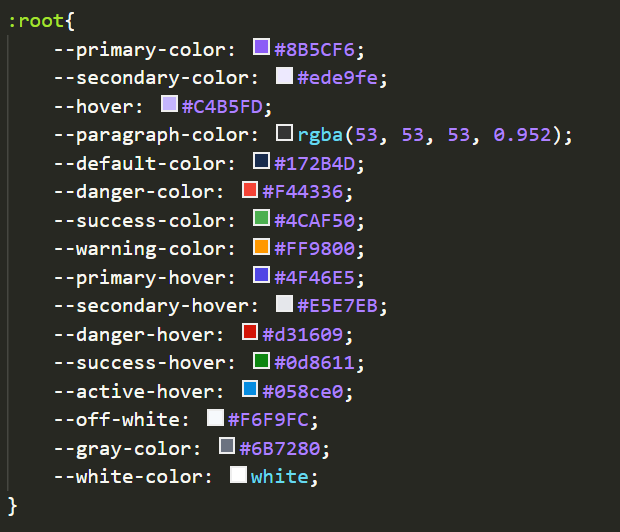 :root{
--primary-color: #8B5CF6;
--secondary-color: #ede9fe;
--hover: #C4B5FD;
--paragraph-color: rgba(53, 53, 53, 0.952);
--default-color: #172B4D;
--danger-color: #F44336;
--success-color: #4CAF50;
--warning-color: #FF9800;
--primary-hover: #4F46E5;
--secondary-hover: #E5E7EB;
--danger-hover: #d31609;
--success-hover: #0d8611;
--active-hover: #058ce0;
--off-white: #F6F9FC;
--gray-color: #6B7280;
--white-color: white;
}